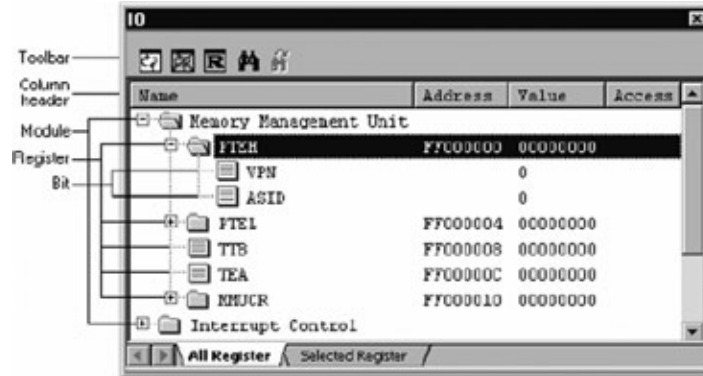 IO
Toolbar
Column header
Name Address Value Access
Module
Memory Management Unit
Register
PTEH FF000000 00000000
Bit
VPN 0
ASID 0
PTEL FF000004 00000000
TTB FF000008 00000000
TEA FF00000C 00000000
MMUCR FF000010 00000000
Interrupt Control
All Register Selected Register